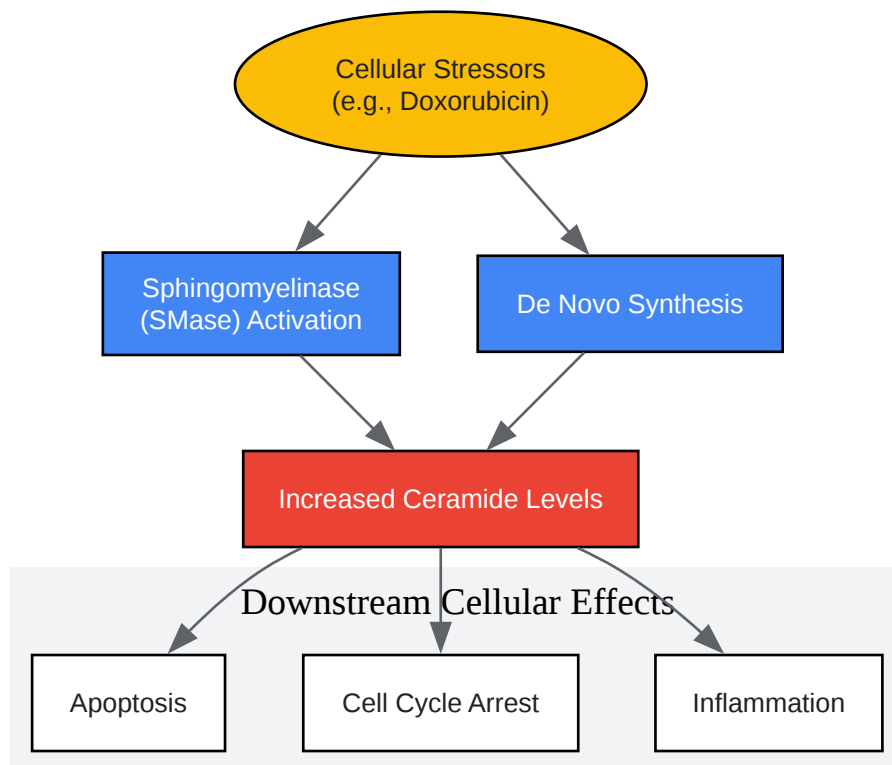 Cellular Stressors
(e.g., Doxorubicin)
Sphingomyelinase
(SMase) Activation
De Novo Synthesis
Increased Ceramide Levels
Downstream Cellular Effects
Apoptosis
Cell Cycle Arrest
Inflammation